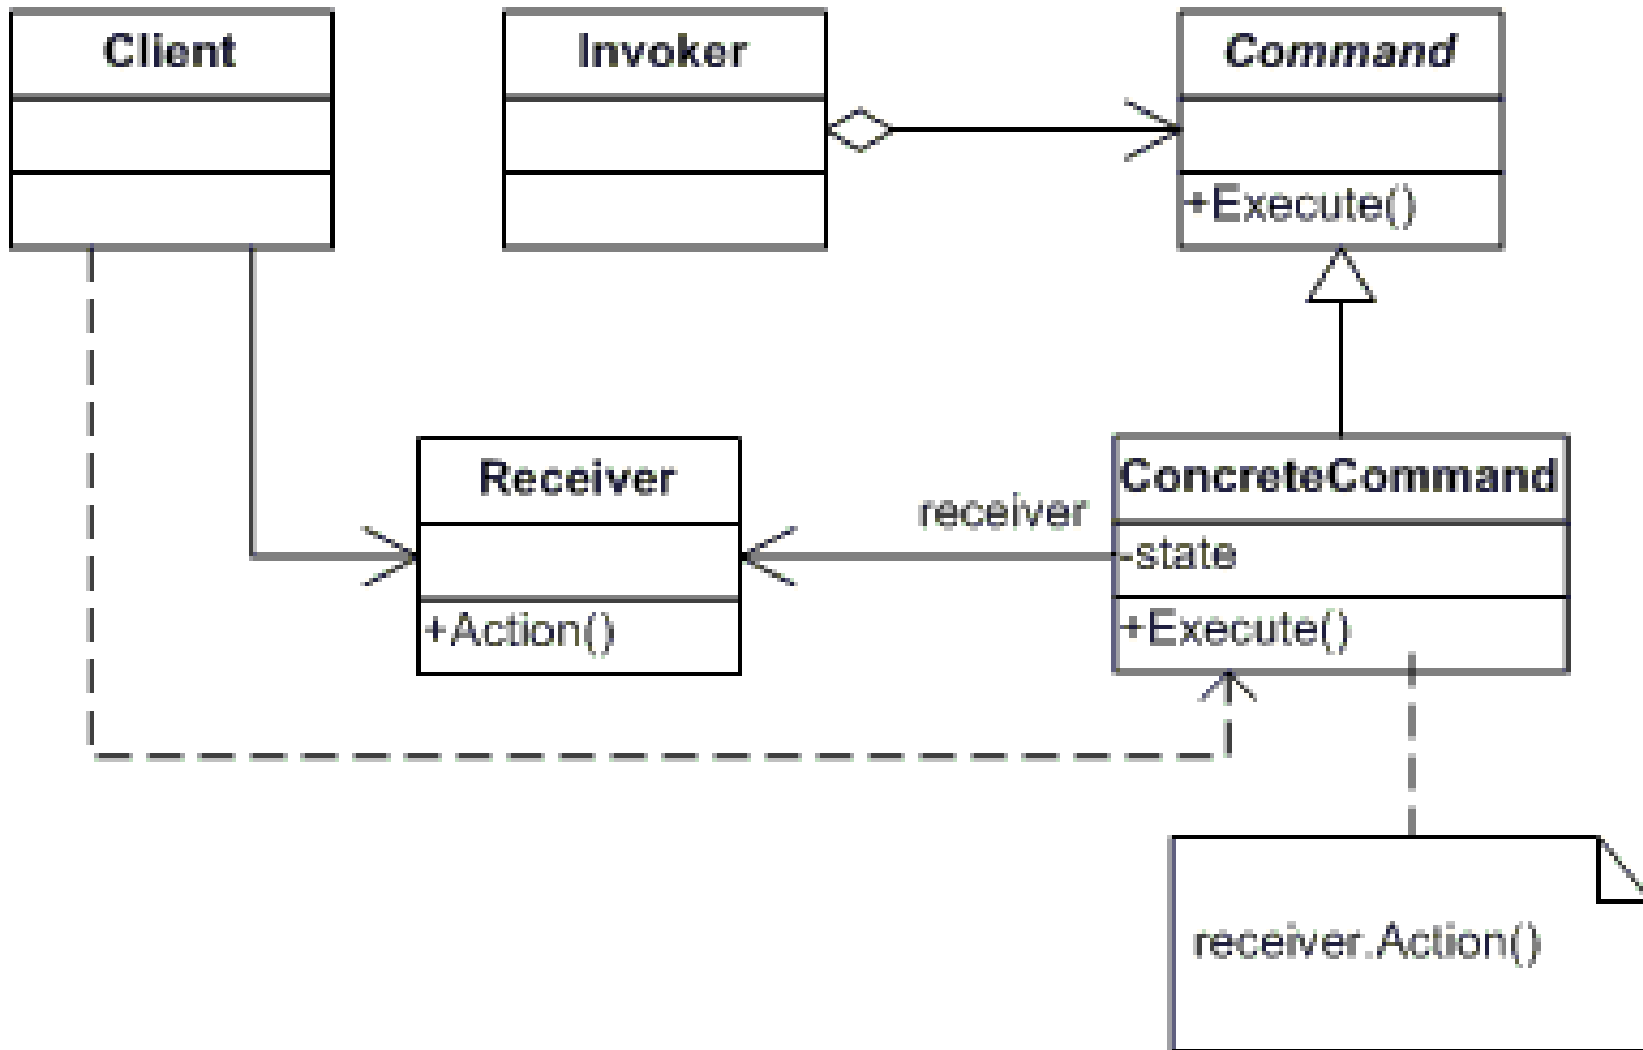 Client
Invoker
Command
+Execute()
Receiver
+Action()
receiver
ConcreteCommand
-state
+Execute()
receiver.Action()